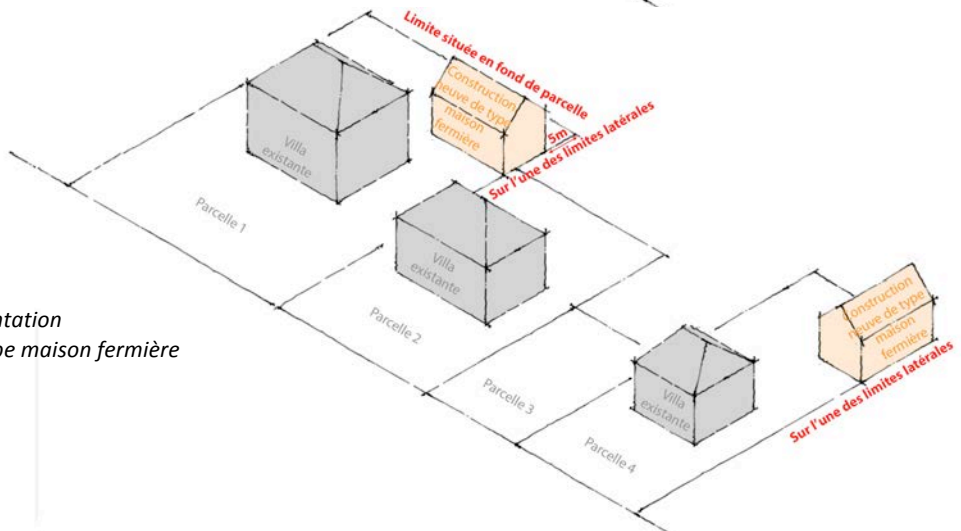 Limite située en fond de parcelle
Construction
neuve de type
maison
fermière
5m
Sur l'une des limites latérales
Villa
existante
Parcelle 1
Villa
existante
Parcelle 2
Construction
neuve de type
maison
fermière
Sur l'une des limites latérales
Villa
existante
Parcelle 3
Parcelle 4
ntation
pe maison fermière